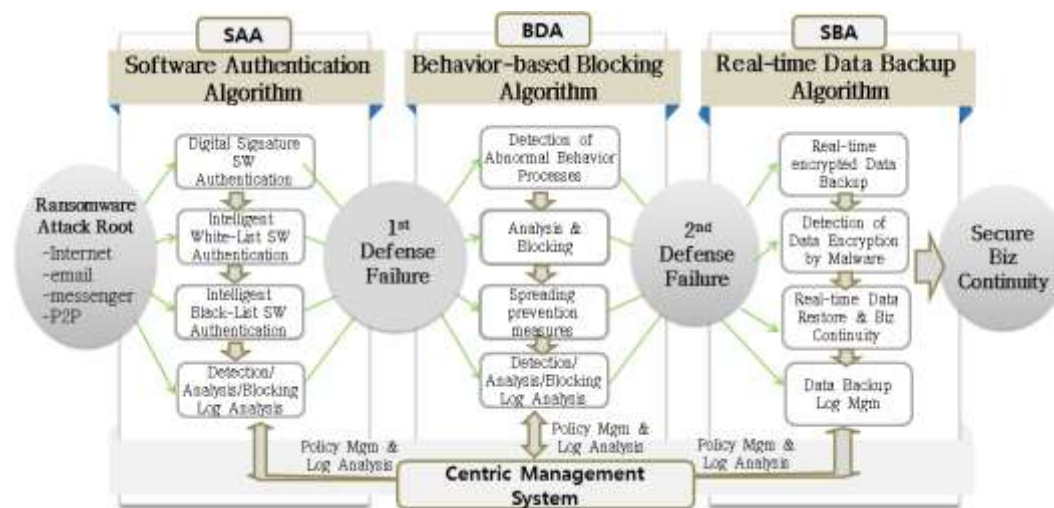 SAA
Software Authentication
Algorithm
BDA
Behavior-based Blocking
Algorithm
SBA
Real-time Data Backup
Algorithm
Ransomware
Attack Root
-Internet
-email
-messenger
-P2P
Digital Signature
SW
Authentication
Intelligent
White-List SW
Authentication
Intelligent
Black-List SW
Authentication
Detection/
Analysis/Blocking
Log Analysis
1st
Defense
Failure
Detection of
Abnormal Behavior
Processes
Analysis &
Blocking
Spreading
prevention
measures
Detection/
Analysis/Blocking
Log Analysis
2nd
Defense
Failure
Real-time
encrypted Data
Backup
Detection of
Data Encryption
by Malware
Real-time Data
Restore & Biz
Continuity
Data Backup
Log Mgm
Secure
Biz
Continuity
Policy Mgm &
Log Analysis
Policy Mgm &
Log Analysis
Policy Mgm &
Log Analysis
Centric Management
System